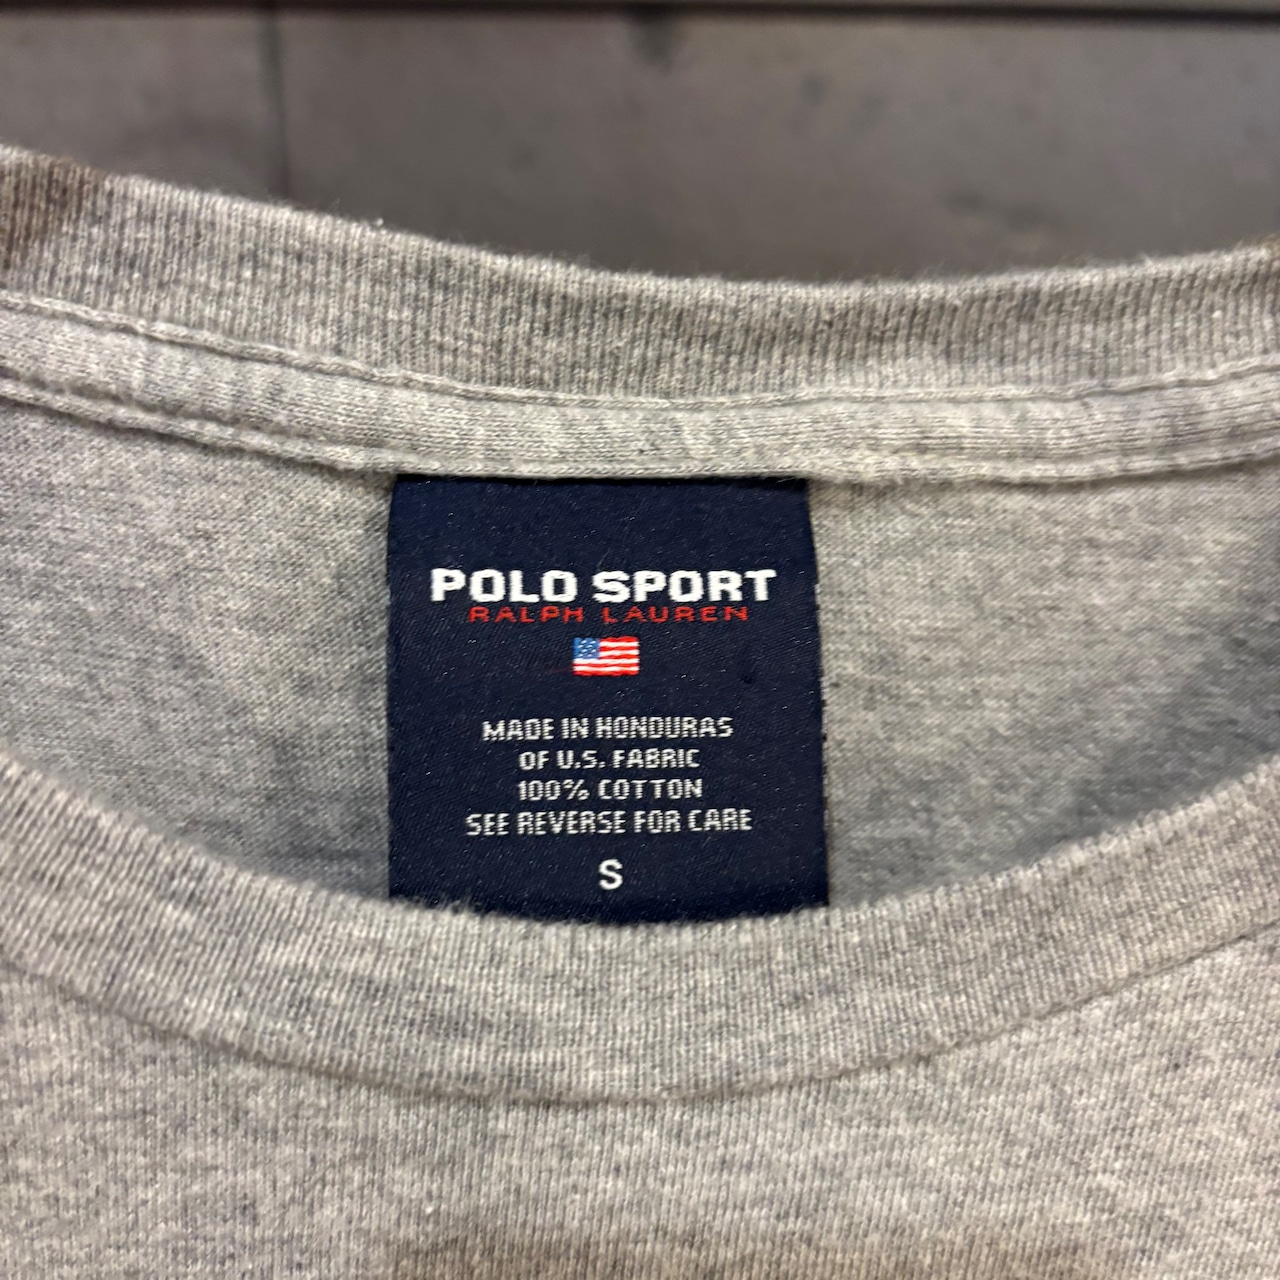 POLO SPORT
RALPH LAUREN
MADE IN HONDURAS
OF U.S. FABRIC
100% COTTON
SEE REVERSE FOR CARE
S